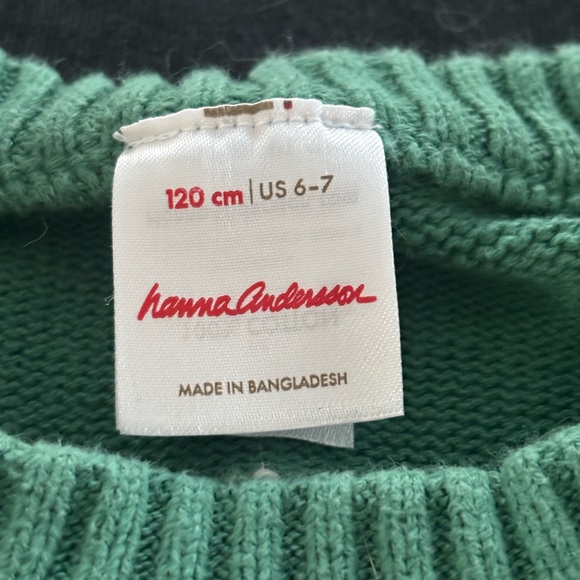 120 cm | US 6-7
hanna andersson
MADE IN BANGLADESH